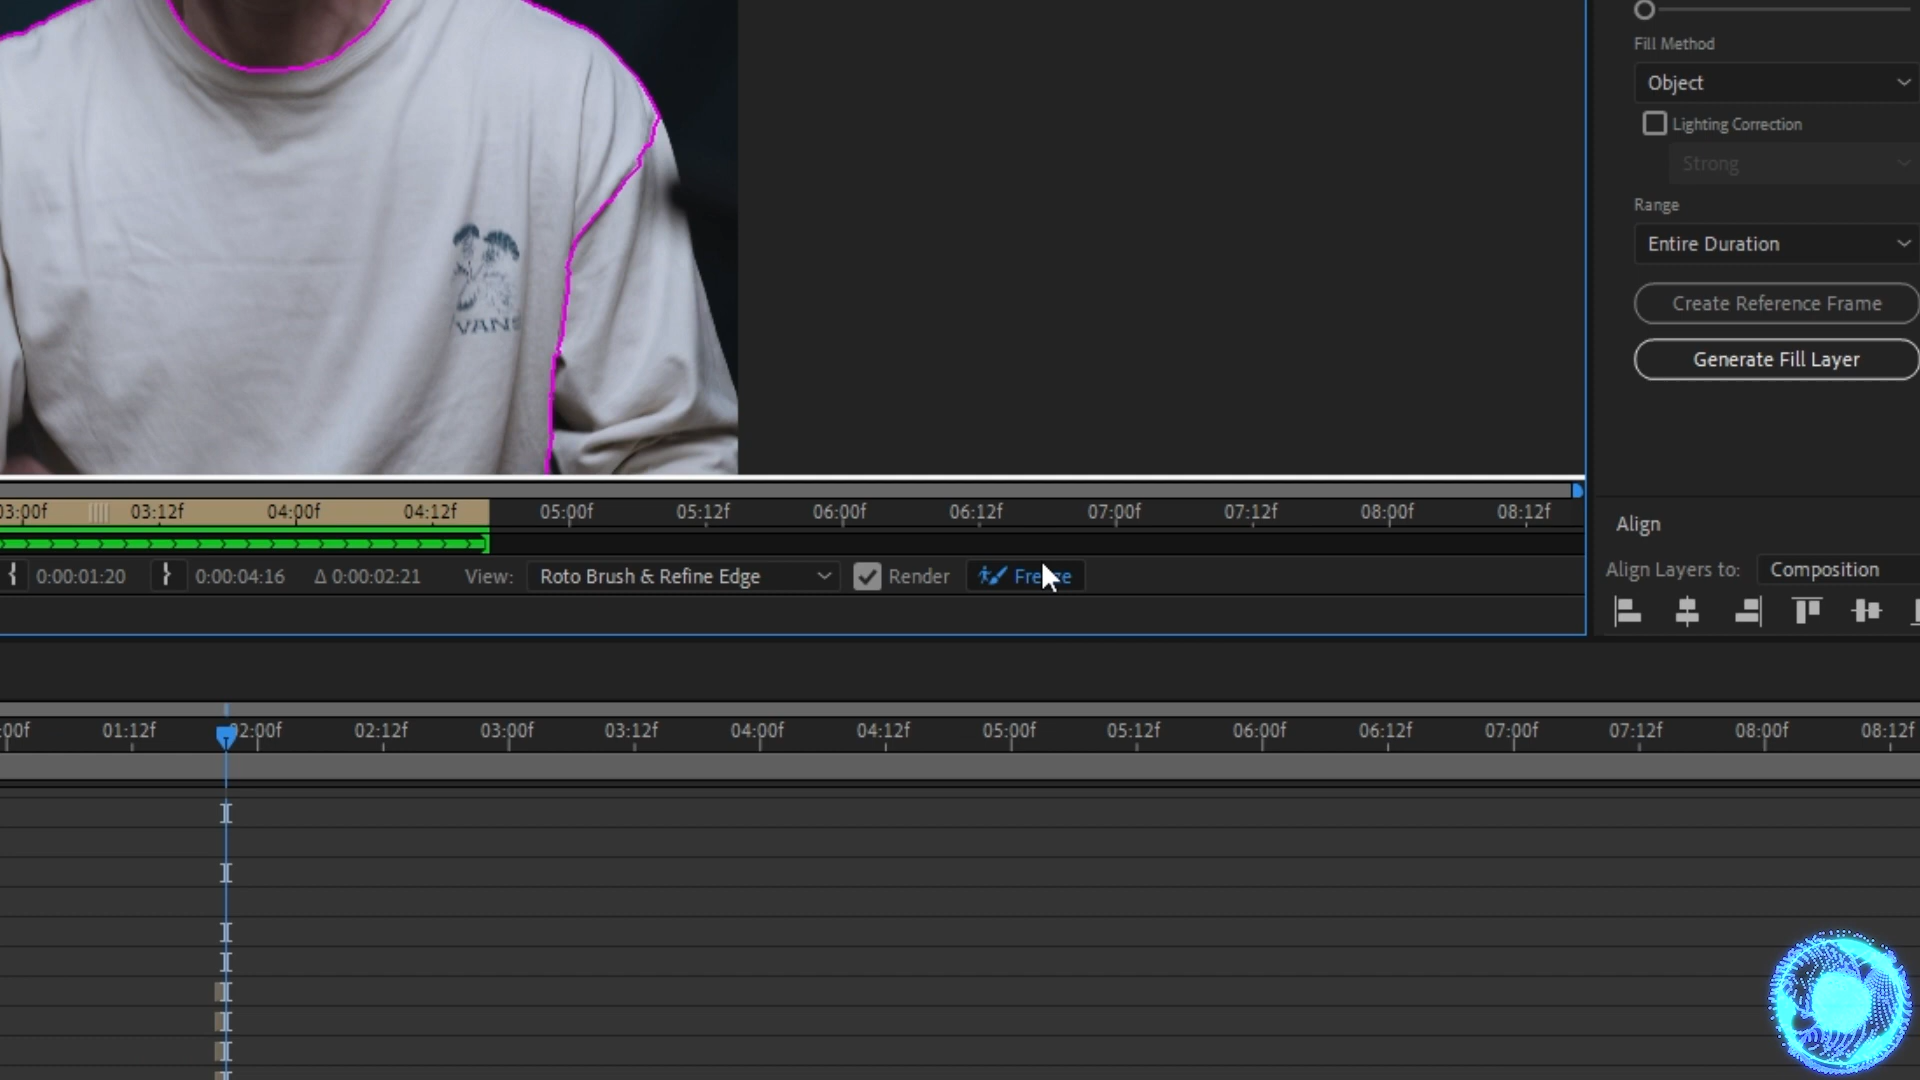 Fill Method
Object
Lighting Correction
Strong
Range
Entire Duration
Create Reference Frame
Generate Fill Layer
VANS
03:00f 03:12f 04:00f 04:12f 05:00f 05:12f 06:00f 06:12f 07:00f 07:12f 08:00f 08:12f
{ 0:00:01:20 } 0:00:04:16 Δ 0:00:02:21 View: Roto Brush & Refine Edge Render Freeze
Align
Align Layers to: Composition
:00f 01:12f 02:00f 02:12f 03:00f 03:12f 04:00f 04:12f 05:00f 05:12f 06:00f 06:12f 07:00f 07:12f 08:00f 08:12f